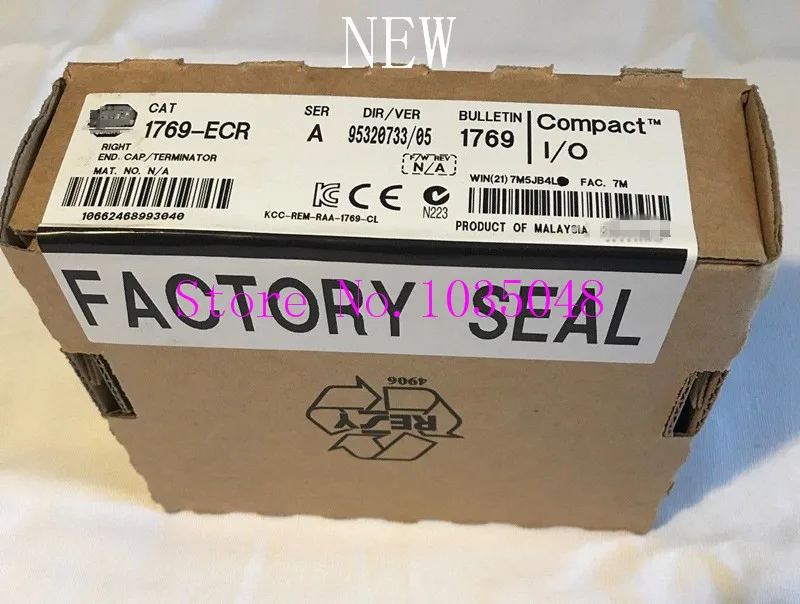 NEW
CAT
1769-ECR
SER
A
DIR/VER
95320733/05
BULLETIN
1769
Compact™
I/O
RIGHT
END CAP/TERMINATOR
MAT. NO. N/A
F/W REV
N/A
WIN(21) 7M5JB4L
FAC. 7M
10662468993040
KCC-REM-RAA-1769-CL
CE
N223
PRODUCT OF MALAYSIA
FACTORY SEAL
Store No.1035048
4906
RESY